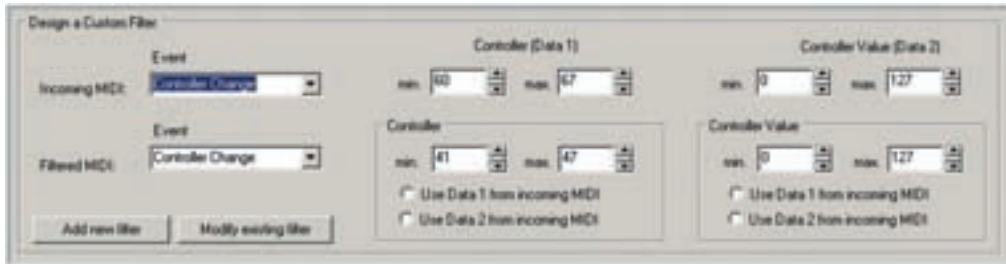 Design a Custom Filter
Event
Controller (Data 1)
Controller Value (Data 2)
Incoming MIDI:
Controller Change
min. 60
max. 67
min. 0
max. 127
Event
Controller
Controller Value
Filtered MIDI:
Controller Change
min. 41
max. 47
min. 0
max. 127
Use Data 1 from incoming MIDI
Use Data 1 from incoming MIDI
Use Data 2 from incoming MIDI
Use Data 2 from incoming MIDI
Add new filter
Modify existing filter